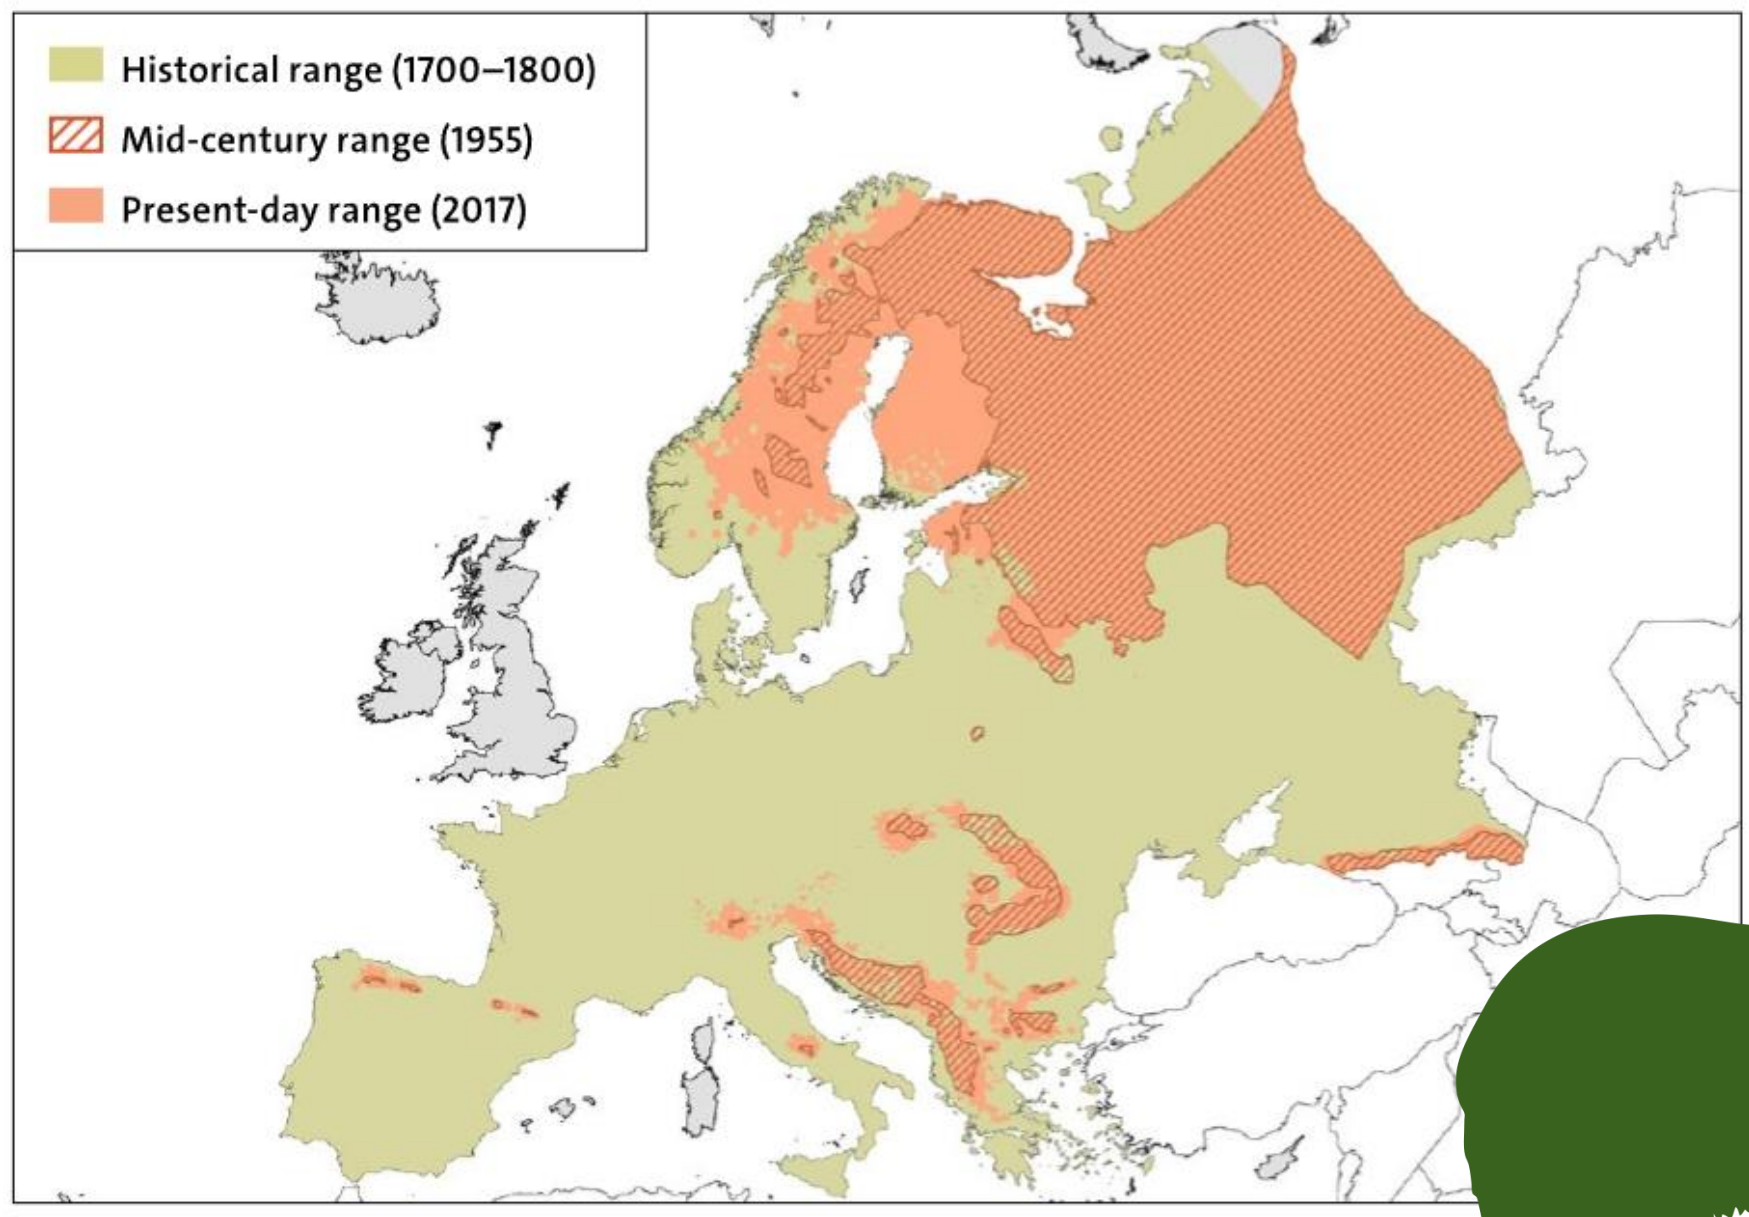 Historical range (1700–1800)
Mid-century range (1955)
Present-day range (2017)